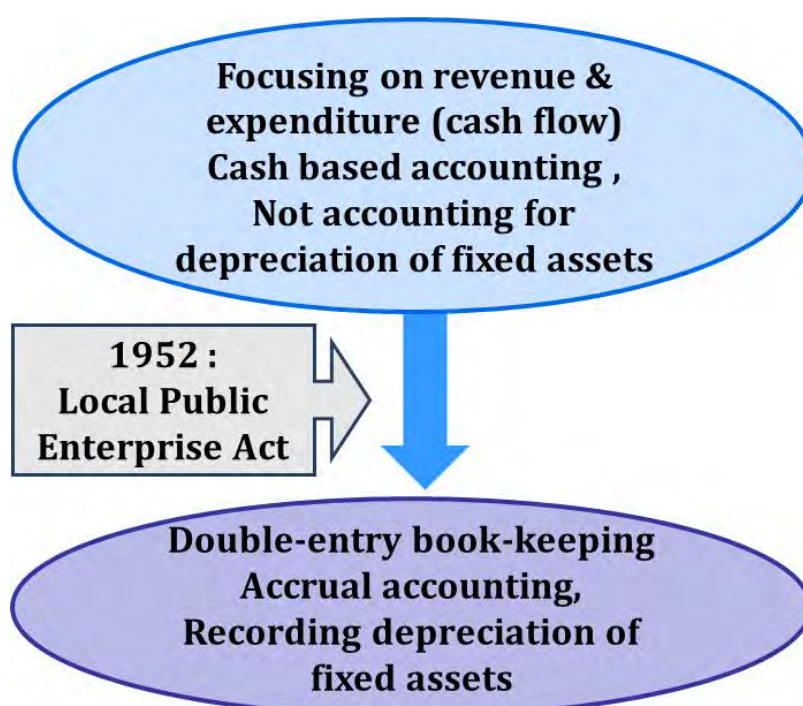 Focusing on revenue &
expenditure (cash flow)
Cash based accounting ,
Not accounting for
depreciation of fixed assets
1952 :
Local Public
Enterprise Act
Double-entry book-keeping
Accrual accounting,
Recording depreciation of
fixed assets